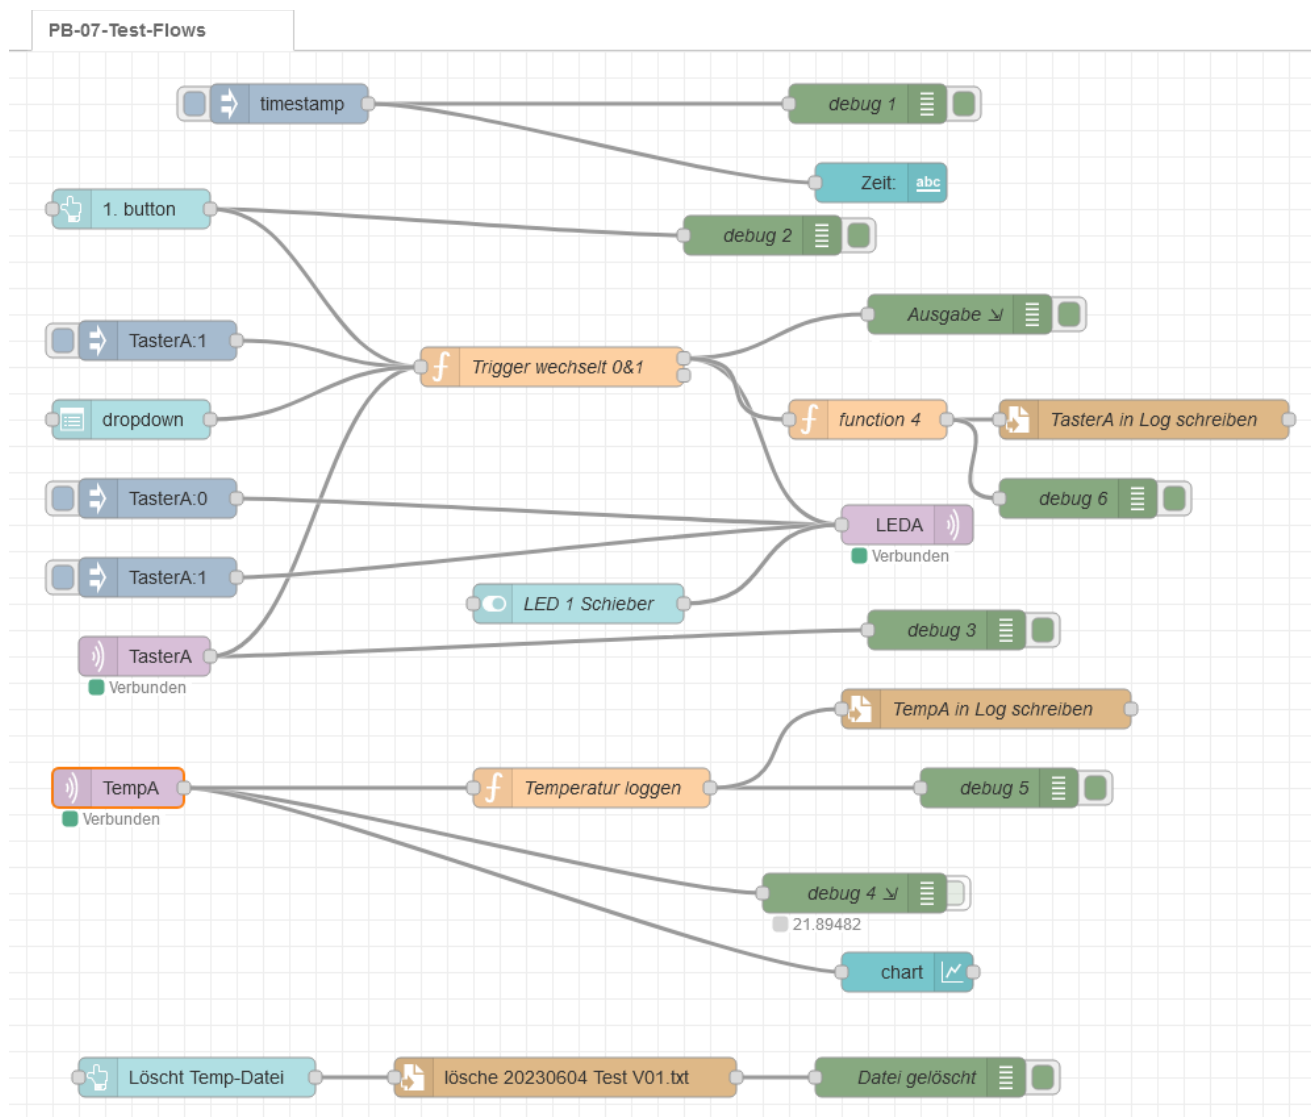 PB-07-Test-Flows
timestamp
debug 1
Zeit:
abc
1. button
debug 2
Ausgabe
TasterA:1
Trigger wechselt 0&1
dropdown
function 4
TasterA in Log schreiben
TasterA:0
debug 6
LEDA
Verbunden
TasterA:1
LED 1 Schieber
debug 3
TasterA
Verbunden
TempA in Log schreiben
TempA
Verbunden
Temperatur loggen
debug 5
debug 4
21.89482
chart
Löscht Temp-Datei
lösche 20230604 Test V01.txt
Datei gelöscht